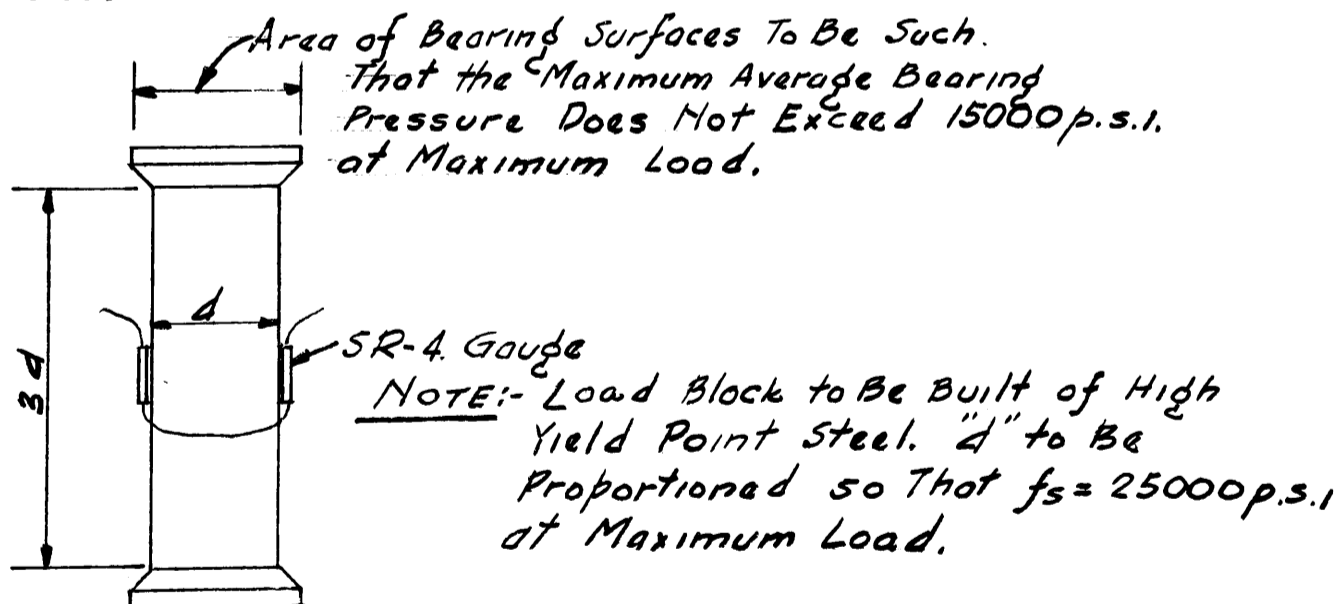 Area of Bearing Surfaces To Be Such.
That the Maximum Average Bearing
Pressure Does Not Exceed 15000 p.s.i.
at Maximum Load.
d
3d
SR-4. Gauge
NOTE:- Load Block to Be Built of High
Yield Point Steel. "d" to Be
Proportioned so That fs = 25000 p.s.i
at Maximum Load.